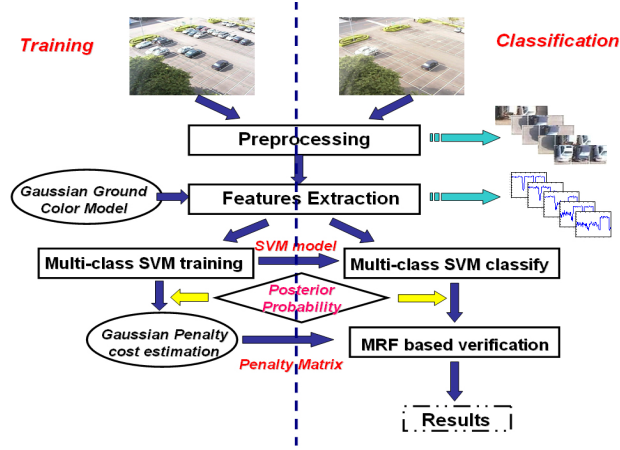 Training
Classification
Preprocessing
Gaussian Ground
Color Model
Features Extraction
SVM model
Multi-class SVM training
Multi-class SVM classify
Posterior
Probability
Gaussian Penalty
cost estimation
MRF based verification
Penalty Matrix
Results